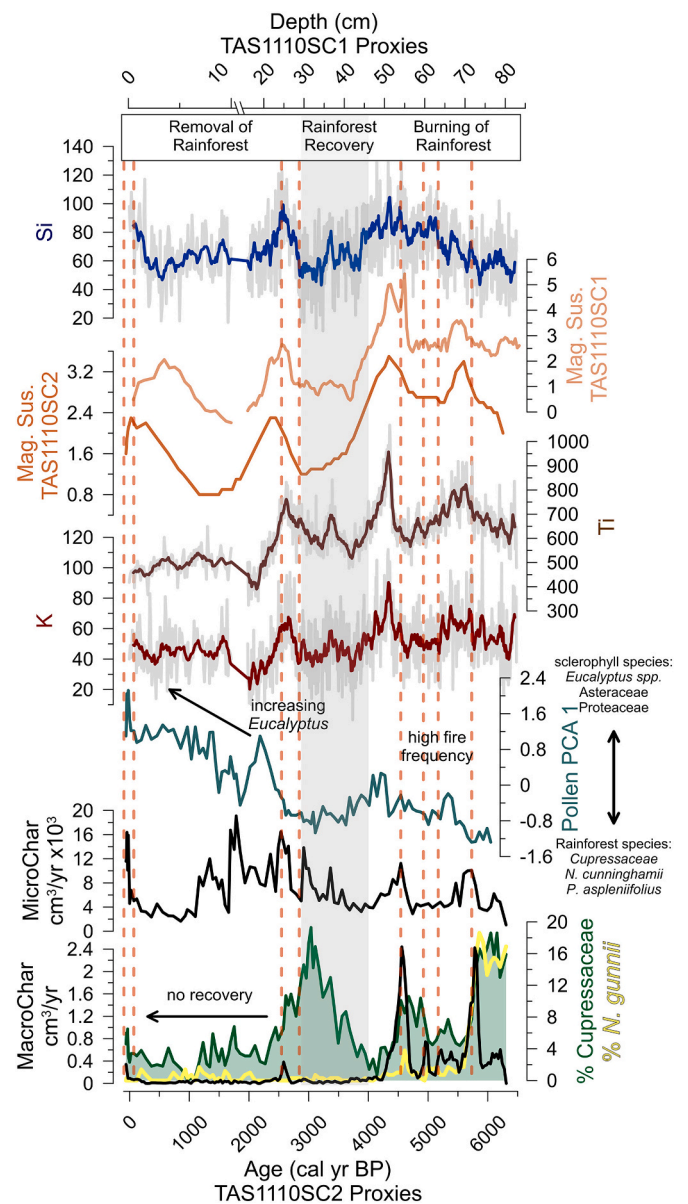 Depth (cm)
TAS1110SC1 Proxies
0 10 20 30 40 50 60 70 80
Removal of
Rainforest
Rainforest
Recovery
Burning of
Rainforest
Si
140
120
100
80
60
40
20
Mag. Sus.
TAS1110SC1
6
5
4
3
2
1
0
Mag. Sus.
TAS1110SC2
3.2
2.4
1.6
0.8
Ti
1000
900
800
700
600
500
400
300
K
120
100
80
60
40
20
increasing
Eucalyptus
high fire
frequency
Pollen PCA 1
2.4
1.6
0.8
0
-0.8
-1.6
sclerophyll species:
Eucalyptus spp.
Asteraceae
Proteaceae
Rainforest species:
Cupressaceae
N. cunninghamii
P. aspleniifolius
MicroChar
cm³/yr x10³
20
16
12
8
4
0
MacroChar
cm³/yr
2.4
2
1.6
1.2
0.8
0.4
0
no recovery
% Cupressaceae
% N. gunnii
20
16
12
8
4
0
0 1000 2000 3000 4000 5000 6000
Age (cal yr BP)
TAS1110SC2 Proxies